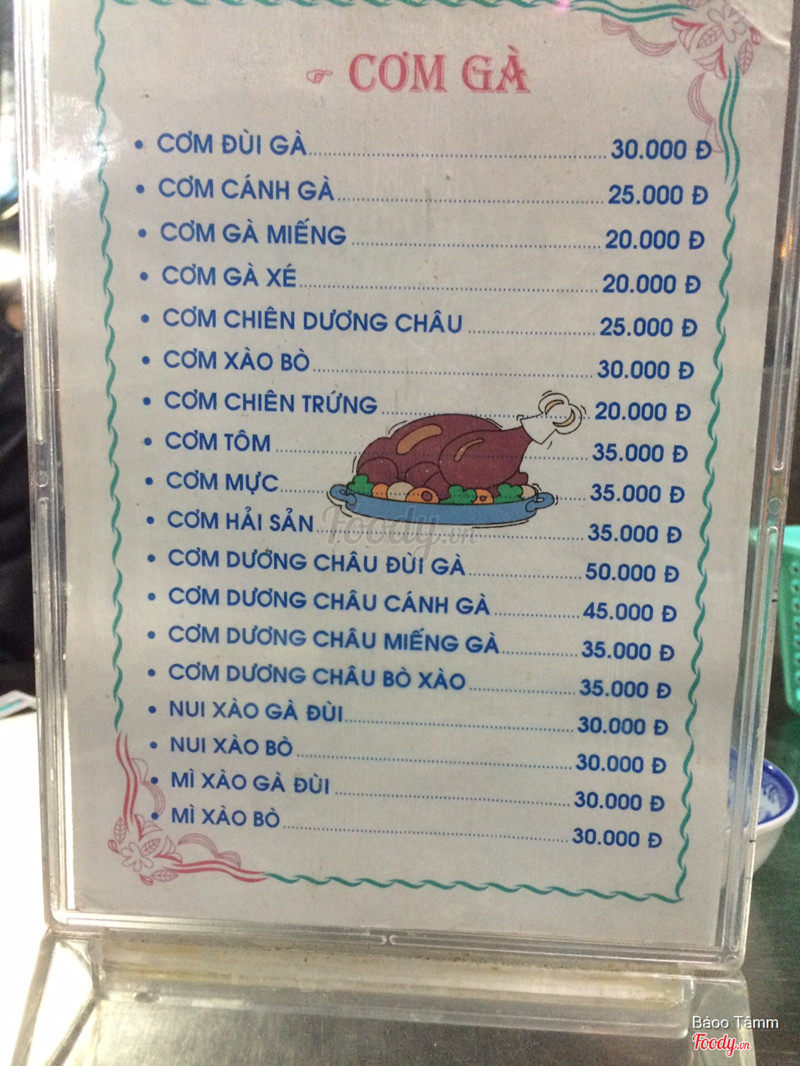 ☞ CƠM GÀ
• CƠM ĐÙI GÀ 30.000 Đ
• CƠM CÁNH GÀ 25.000 Đ
• CƠM GÀ MIẾNG 20.000 Đ
• CƠM GÀ XÉ 20.000 Đ
• CƠM CHIÊN DƯƠNG CHÂU 25.000 Đ
• CƠM XÀO BÒ 30.000 Đ
• CƠM CHIÊN TRỨNG 20.000 Đ
• CƠM TÔM 35.000 Đ
• CƠM MỰC 35.000 Đ
• CƠM HẢI SẢN 35.000 Đ
• CƠM DƯƠNG CHÂU ĐÙI GÀ 50.000 Đ
• CƠM DƯƠNG CHÂU CÁNH GÀ 45.000 Đ
• CƠM DƯƠNG CHÂU MIẾNG GÀ 35.000 Đ
• CƠM DƯƠNG CHÂU BÒ XÀO 35.000 Đ
• NUI XÀO GÀ ĐÙI 30.000 Đ
• NUI XÀO BÒ 30.000 Đ
• MÌ XÀO GÀ ĐÙI 30.000 Đ
• MÌ XÀO BÒ 30.000 Đ
Foody.vn
Bảoo Tâmm
Foody.vn